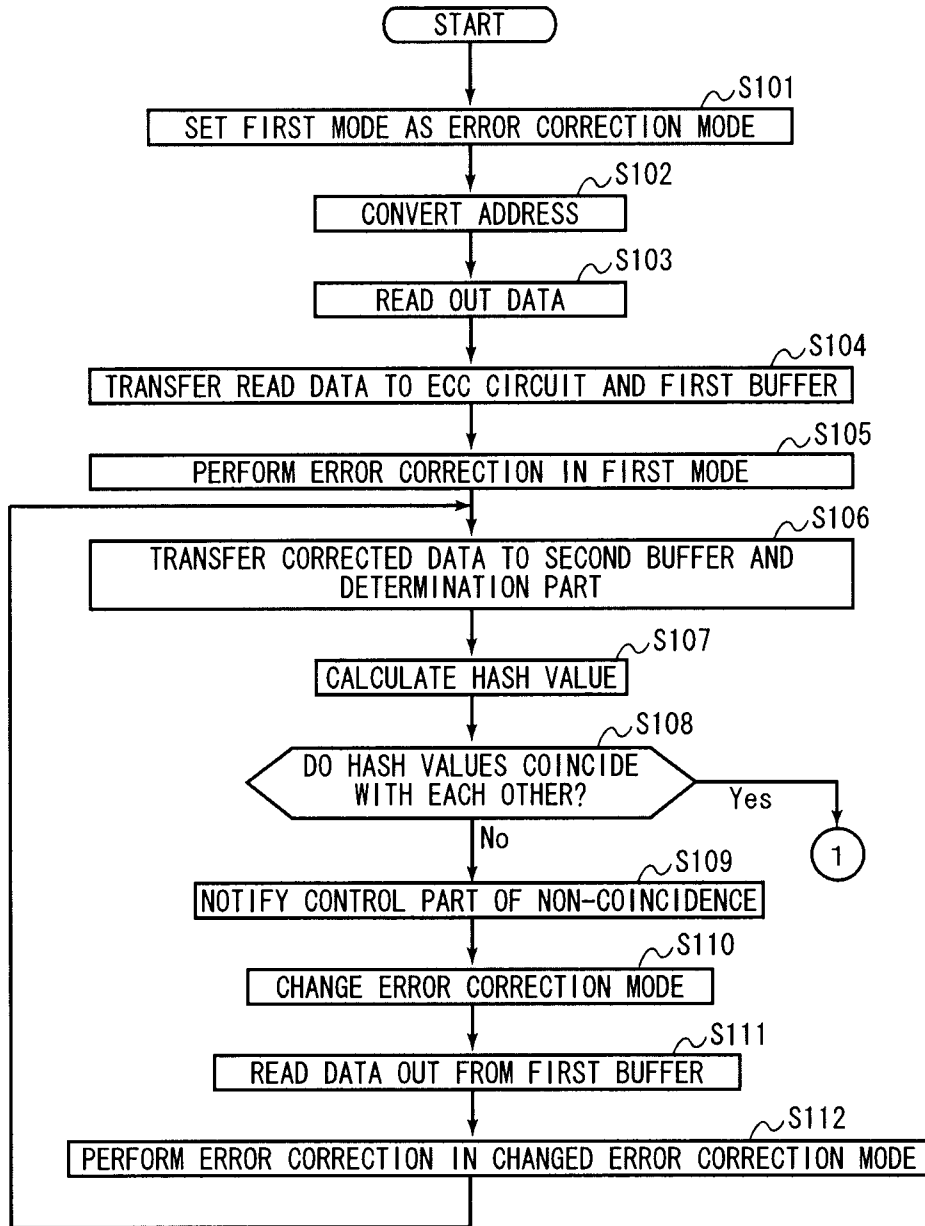 START
S101
SET FIRST MODE AS ERROR CORRECTION MODE
S102
CONVERT ADDRESS
S103
READ OUT DATA
S104
TRANSFER READ DATA TO ECC CIRCUIT AND FIRST BUFFER
S105
PERFORM ERROR CORRECTION IN FIRST MODE
S106
TRANSFER CORRECTED DATA TO SECOND BUFFER AND
DETERMINATION PART
S107
CALCULATE HASH VALUE
S108
DO HASH VALUES COINCIDE
WITH EACH OTHER?
Yes
No
1
S109
NOTIFY CONTROL PART OF NON-COINCIDENCE
S110
CHANGE ERROR CORRECTION MODE
S111
READ DATA OUT FROM FIRST BUFFER
S112
PERFORM ERROR CORRECTION IN CHANGED ERROR CORRECTION MODE